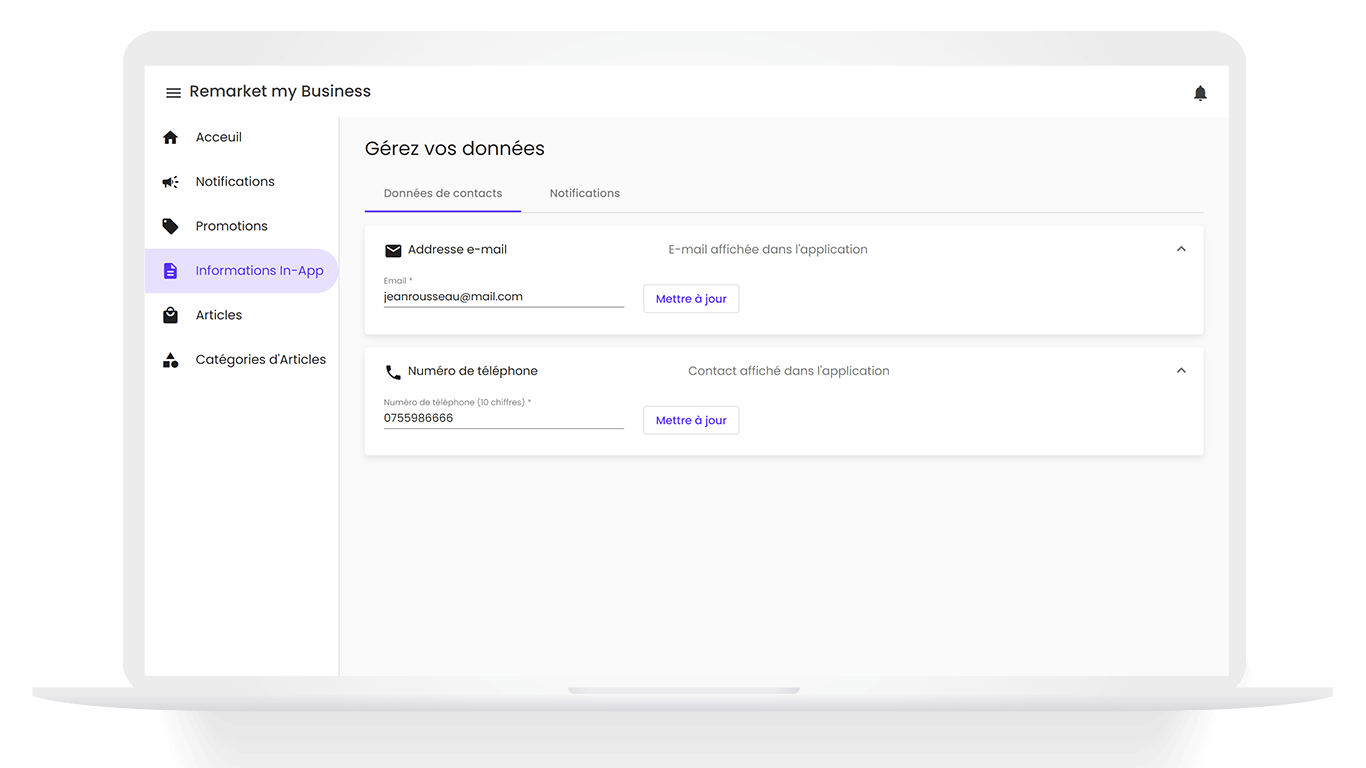 Remarket my Business
Acceuil
Notifications
Promotions
Informations In-App
Articles
Catégories d'Articles
Gérez vos données
Données de contacts
Notifications
Addresse e-mail
E-mail affichée dans l'application
Email *
jeanrousseau@mail.com
Mettre à jour
Numéro de téléphone
Contact affiché dans l'application
Numéro de téléphone (10 chiffres) *
0755986666
Mettre à jour